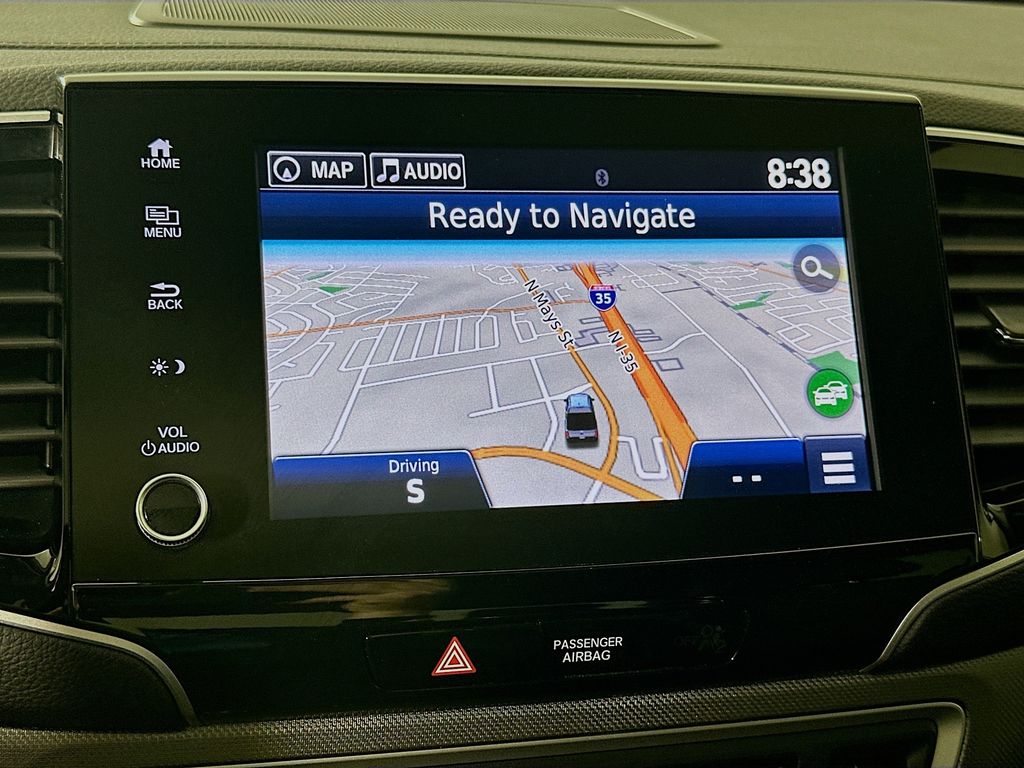 HOME
MENU
BACK
VOL
AUDIO
MAP
AUDIO
8:38
Ready to Navigate
35
N Mays St
N I-35
Driving
S
--
PASSENGER
AIRBAG